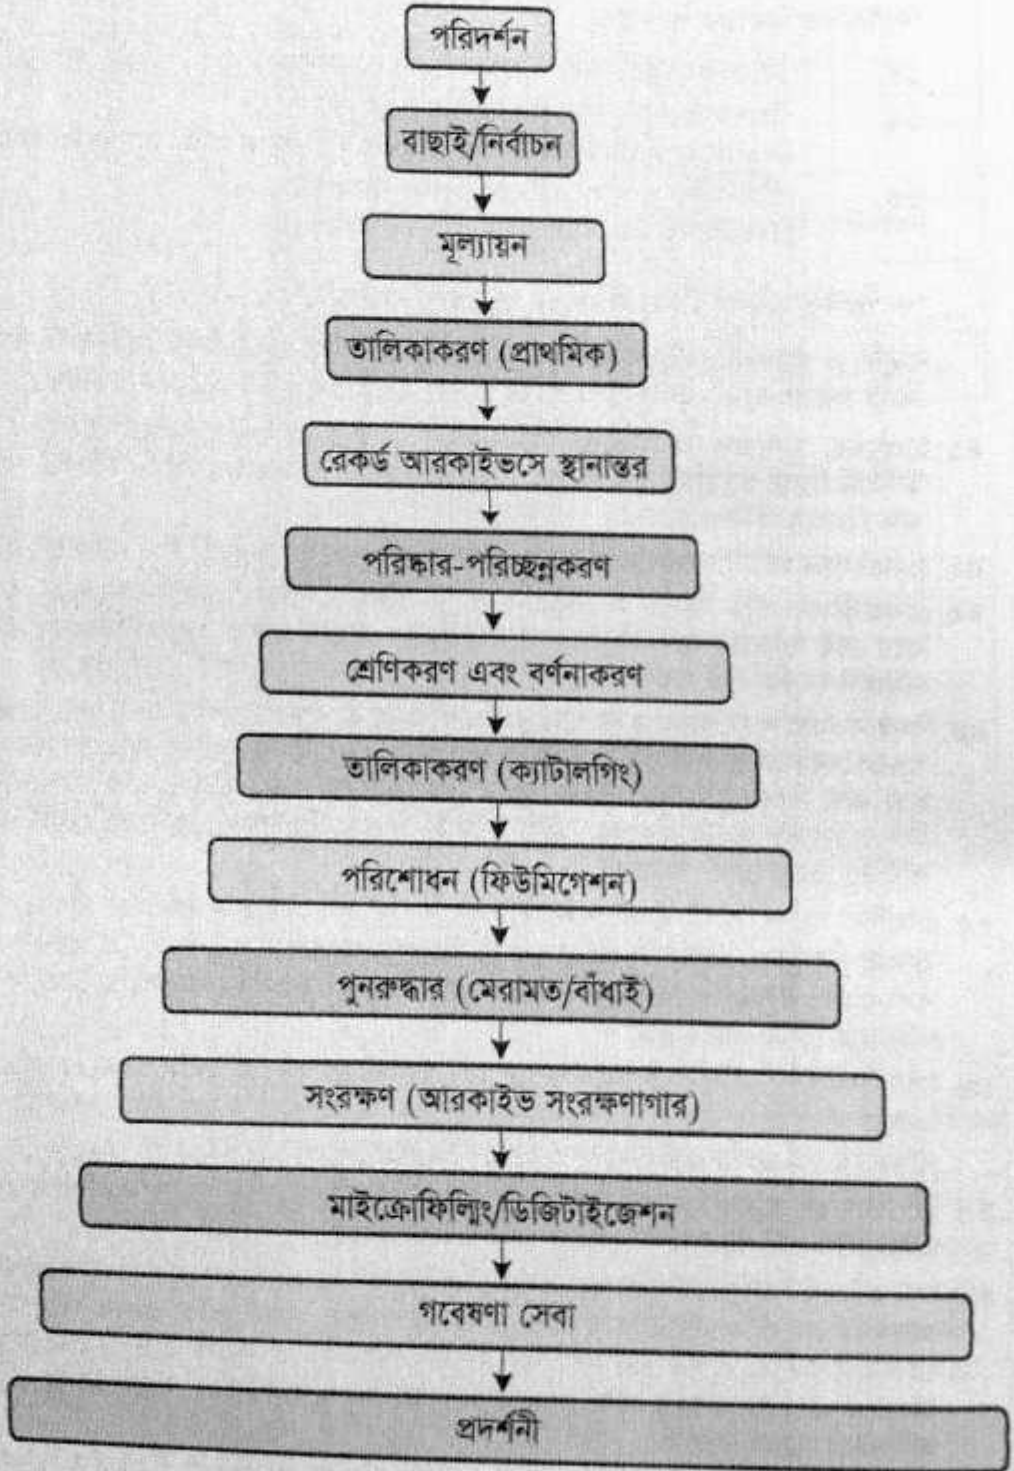 পরিদর্শন
বাছাই/নির্বাচন
মূল্যায়ন
তালিকাকরণ (প্রাথমিক)
রেকর্ড আরকাইভসে স্থানান্তর
পরিষ্কার-পরিচ্ছন্নকরণ
শ্রেণিকরণ এবং বর্ণনাকরণ
তালিকাকরণ (ক্যাটালগিং)
পরিশোধন (ফিউমিগেশন)
পুনরুদ্ধার (মেরামত/বাঁধাই)
সংরক্ষণ (আরকাইভ সংরক্ষণাগার)
মাইক্রোফিল্মিং/ডিজিটাইজেশন
গবেষণা সেবা
প্রদর্শনী